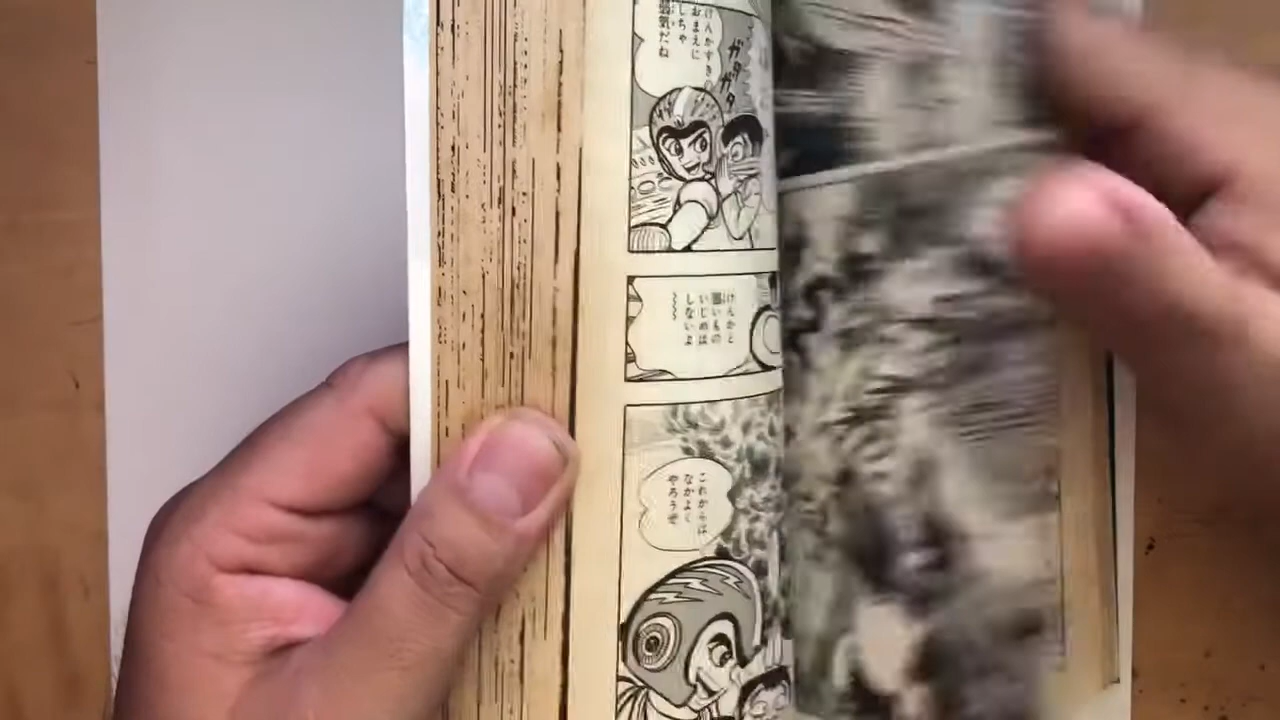 けんかずきの
おまえに
しちゃ
弱気だね
ガタガタ
けんかと
弱いもの
いじめは
しないよ
これからは
なかよく
やろうぜ